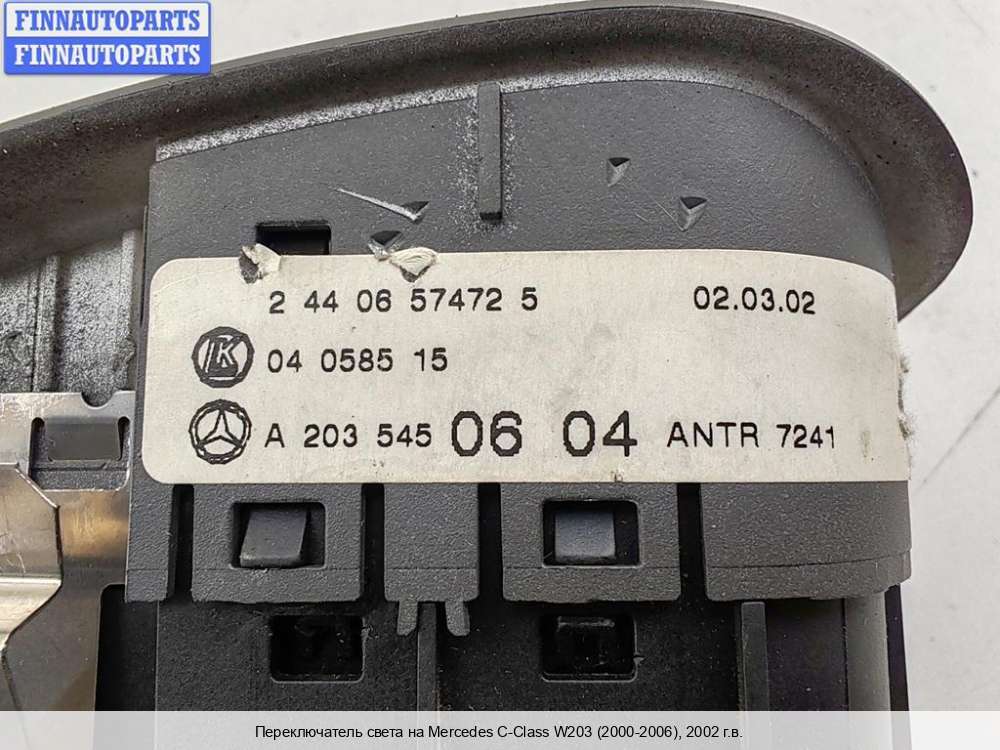 FINNAUTOPARTS
FINNAUTOPARTS
2 44 06 57472 5 02.03.02
LK 04 0585 15
A 203 545 06 04 ANTR 7241
Переключатель света на Mercedes C-Class W203 (2000-2006), 2002 г.в.